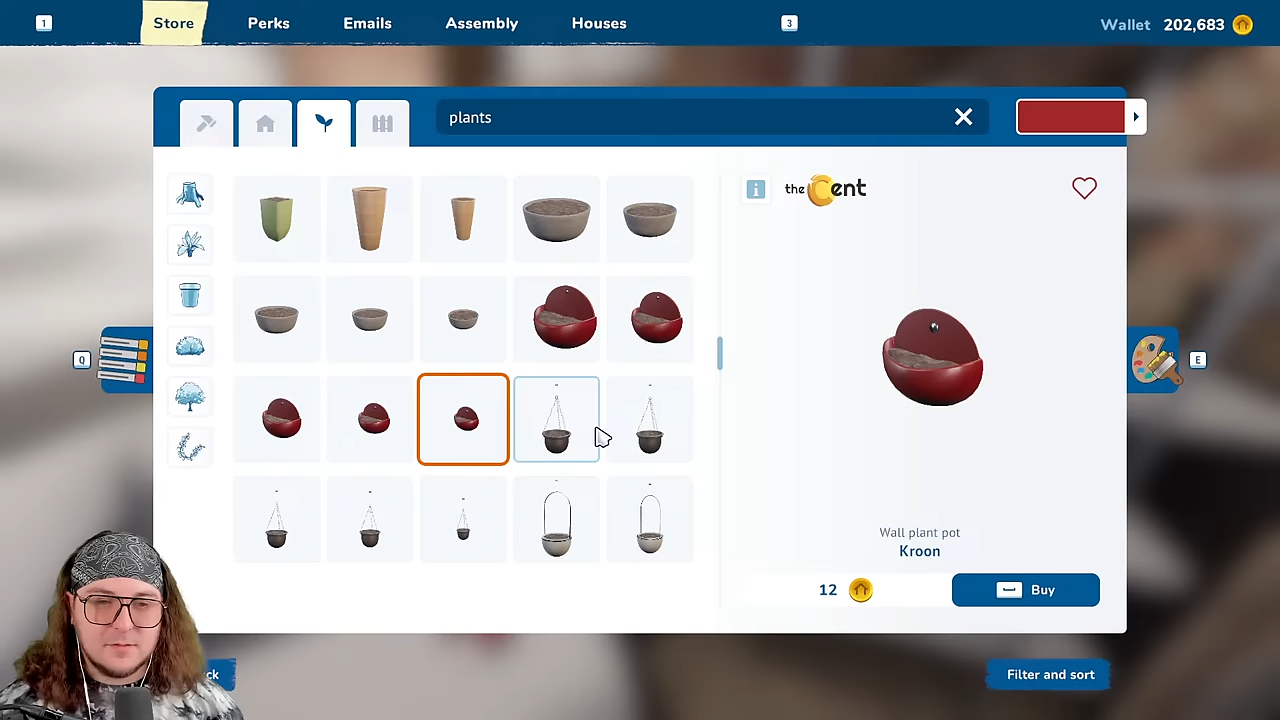 1
Store
Perks
Emails
Assembly
Houses
3
Wallet 202,683
plants
i
the Cent
Q
E
Wall plant pot
Kroon
12
Buy
ck
Filter and sort